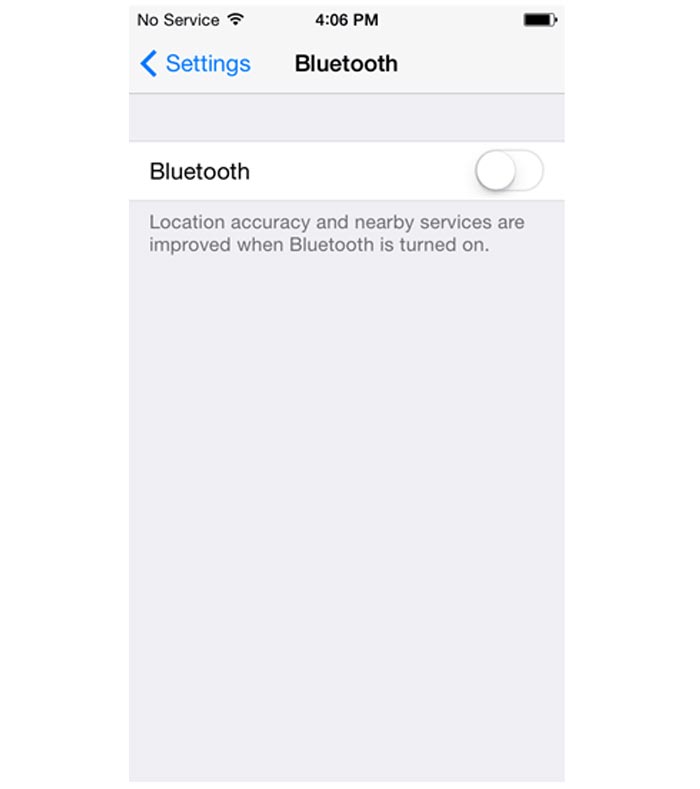 No Service 4:06 PM
Settings Bluetooth
Bluetooth
Location accuracy and nearby services are
improved when Bluetooth is turned on.